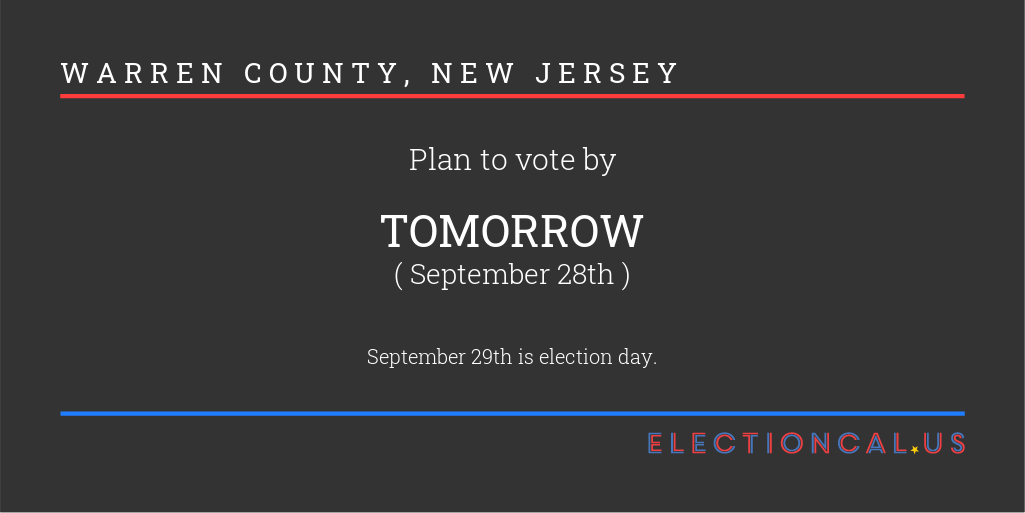 WARREN COUNTY, NEW JERSEY
Plan to vote by
TOMORROW
( September 28th )
September 29th is election day.
ELECTIONCAL.US